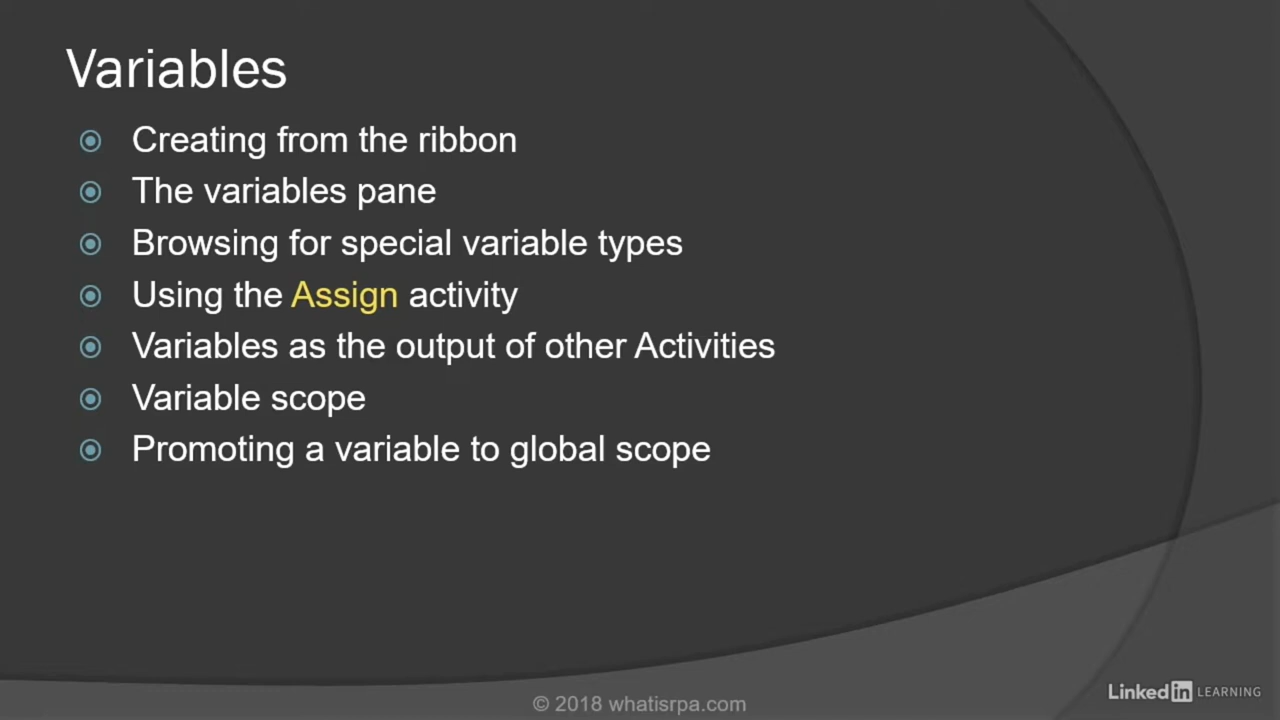 Variables
Creating from the ribbon
The variables pane
Browsing for special variable types
Using the Assign activity
Variables as the output of other Activities
Variable scope
Promoting a variable to global scope
© 2018 whatisrpa.com
Linked in LEARNING